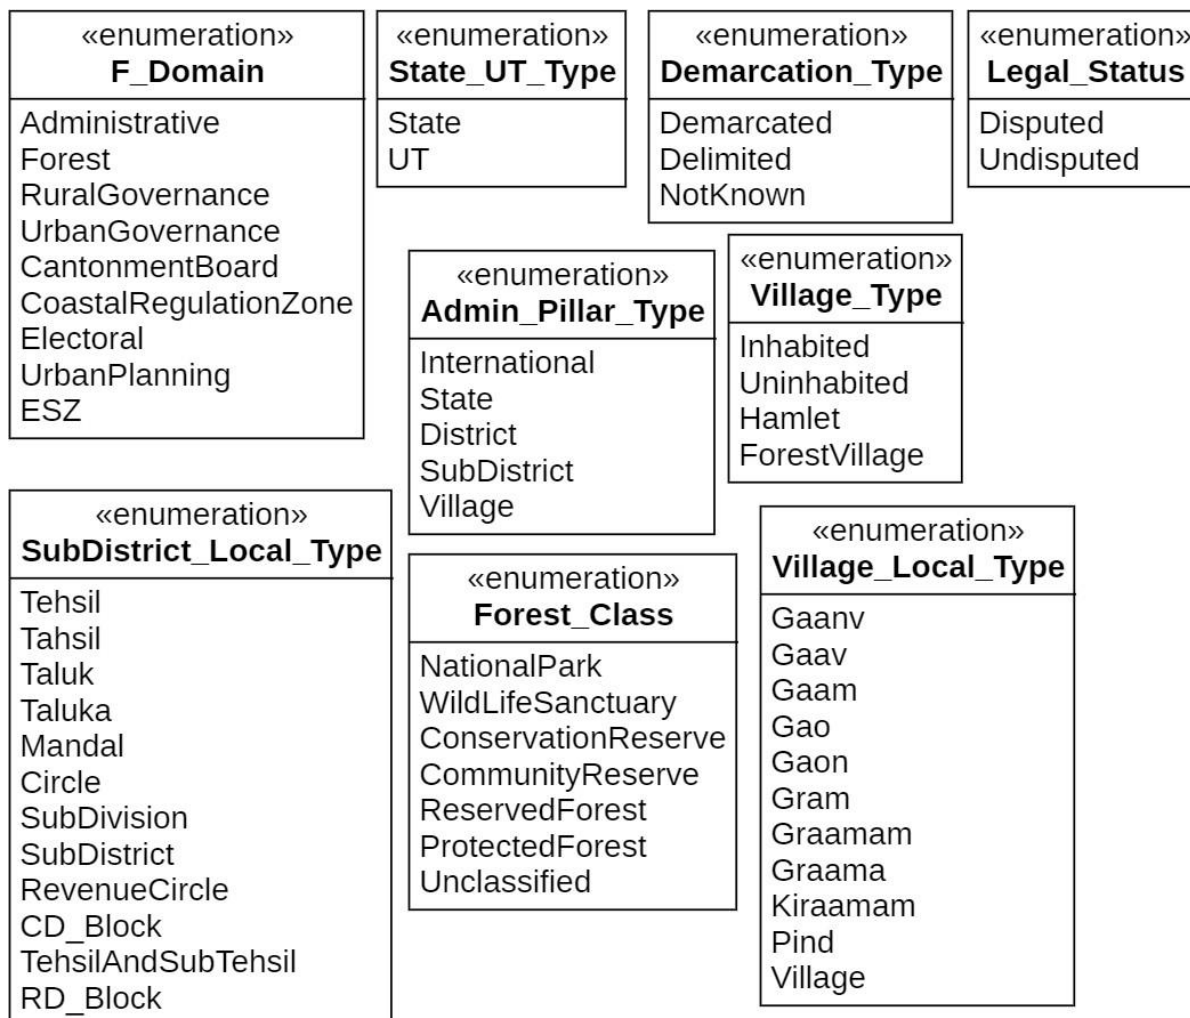 «enumeration»
F_Domain
Administrative
Forest
RuralGovernance
UrbanGovernance
CantonmentBoard
CoastalRegulationZone
Electoral
UrbanPlanning
ESZ
«enumeration»
State_UT_Type
State
UT
«enumeration»
Demarcation_Type
Demarcated
Delimited
NotKnown
«enumeration»
Legal_Status
Disputed
Undisputed
«enumeration»
Admin_Pillar_Type
International
State
District
SubDistrict
Village
«enumeration»
Village_Type
Inhabited
Uninhabited
Hamlet
ForestVillage
«enumeration»
SubDistrict_Local_Type
Tehsil
Tahsil
Taluk
Taluka
Mandal
Circle
SubDivision
SubDistrict
RevenueCircle
CD_Block
TehsilAndSubTehsil
RD_Block
«enumeration»
Forest_Class
NationalPark
WildLifeSanctuary
ConservationReserve
CommunityReserve
ReservedForest
ProtectedForest
Unclassified
«enumeration»
Village_Local_Type
Gaanv
Gaav
Gaam
Gao
Gaon
Gram
Graamam
Graama
Kiraamam
Pind
Village